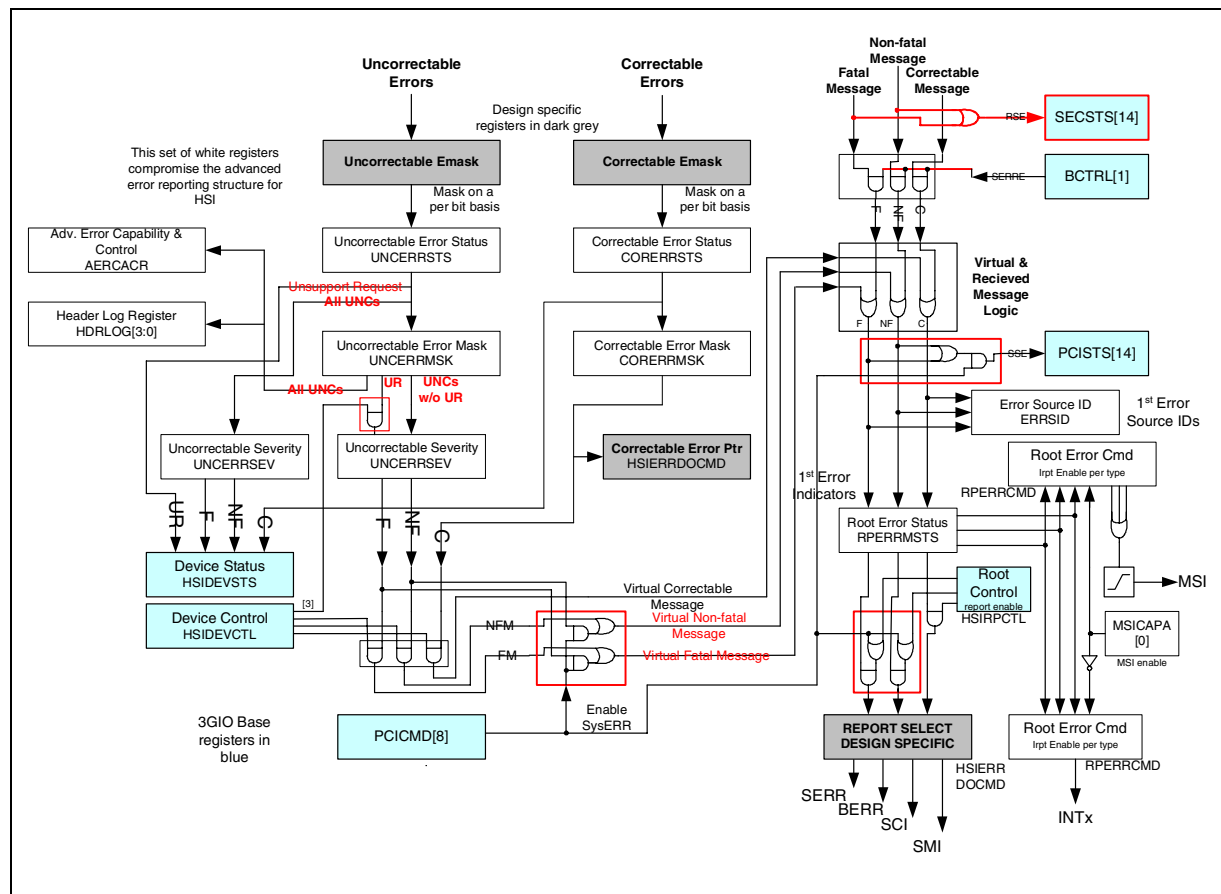 Uncorrectable
Errors
Correctable
Errors
Design specific
registers in dark grey
Non-fatal
Message
Fatal
Message
Correctable
Message
RSE
SECSTS[14]
This set of white registers
compromise the advanced
error reporting structure for
HSI
Uncorrectable Emask
Correctable Emask
Mask on a
per bit basis
Mask on a
per bit basis
SERRE
BCTRL[1]
F
NF
C
Adv. Error Capability &
Control
AERCACR
Uncorrectable Error Status
UNCERRSTS
Correctable Error Status
CORERRSTS
Virtual &
Recieved
Message
Logic
Unsupport Request
All UNCs
Header Log Register
HDRLOG[3:0]
F
NF
C
Uncorrectable Error Mask
UNCERRMSK
Correctable Error Mask
CORERRMSK
SSE
PCISTS[14]
All UNCs
UR
UNCs
w/o UR
Error Source ID
ERRSID
1st Error
Source IDs
Uncorrectable Severity
UNCERRSEV
Uncorrectable Severity
UNCERRSEV
Correctable Error Ptr
HSIERRDOCMD
1st Error
Indicators
Root Error Cmd
Irpt Enable per type
RPERRCMD
UR
F
NF
C
F
NF
C
Root Error Status
RPERRMSTS
Device Status
HSIDEVSTS
Root
Control
report enable
HSIRPCTL
MSI
Virtual Correctable
Message
Device Control
HSIDEVCTL
[3]
NFM
Virtual Non-fatal
Message
MSICAPA
[0]
MSI enable
FM
Virtual Fatal Message
3GIO Base
registers in
blue
PCICMD[8]
Enable
SysERR
REPORT SELECT
DESIGN SPECIFIC
Root Error Cmd
Irpt Enable per type
HSIERR
DOCMD
RPERRCMD
SERR
BERR
SCI
SMI
INTx